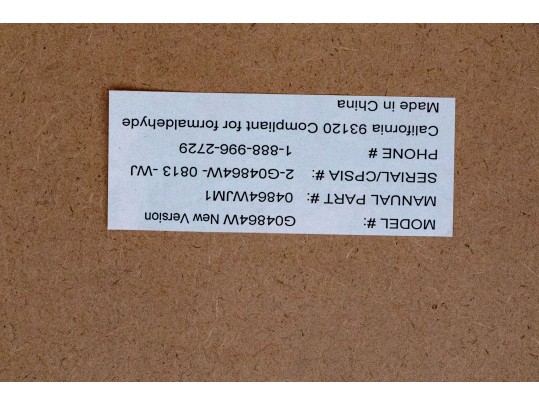 MODEL #: G04864W New Version
MANUAL PART #: 04864WJM1
SERIAL/CPSIA #: 2-G04864W- 0813 -WJ
PHONE # 1-888-996-2729
California 93120 Compliant for formaldehyde
Made in China